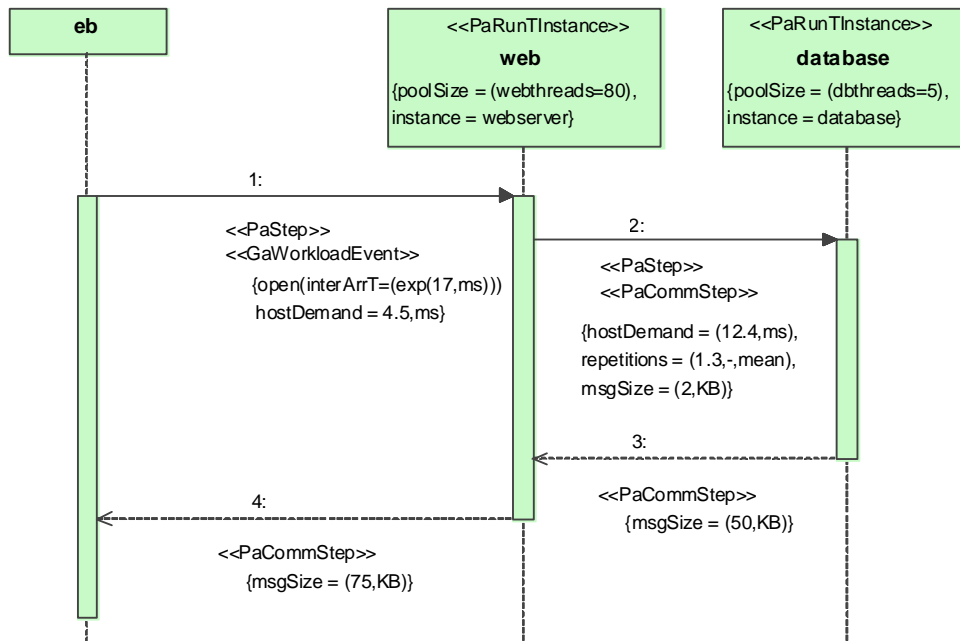 eb
<<PaRunTInstance>>
web
{poolSize = (webthreads=80),
instance = webserver}
<<PaRunTInstance>>
database
{poolSize = (dbthreads=5),
instance = database}
1:
<<PaStep>>
<<GaWorkloadEvent>>
{open(interArrT=(exp(17,ms)))
hostDemand = 4.5,ms}
2:
<<PaStep>>
<<PaCommStep>>
{hostDemand = (12.4,ms),
repetitions = (1.3,-,mean),
msgSize = (2,KB)}
3:
<<PaCommStep>>
{msgSize = (50,KB)}
4:
<<PaCommStep>>
{msgSize = (75,KB)}